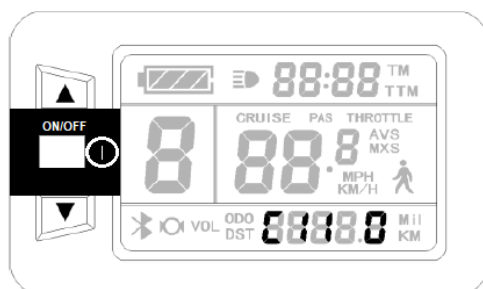 88:88 TM
TTM
ON/OFF
CRUISE PAS THROTTLE
8 88.8 AVS
MXS
MPH
KM/H
VOL ODO C11 0 Mil
DST KM